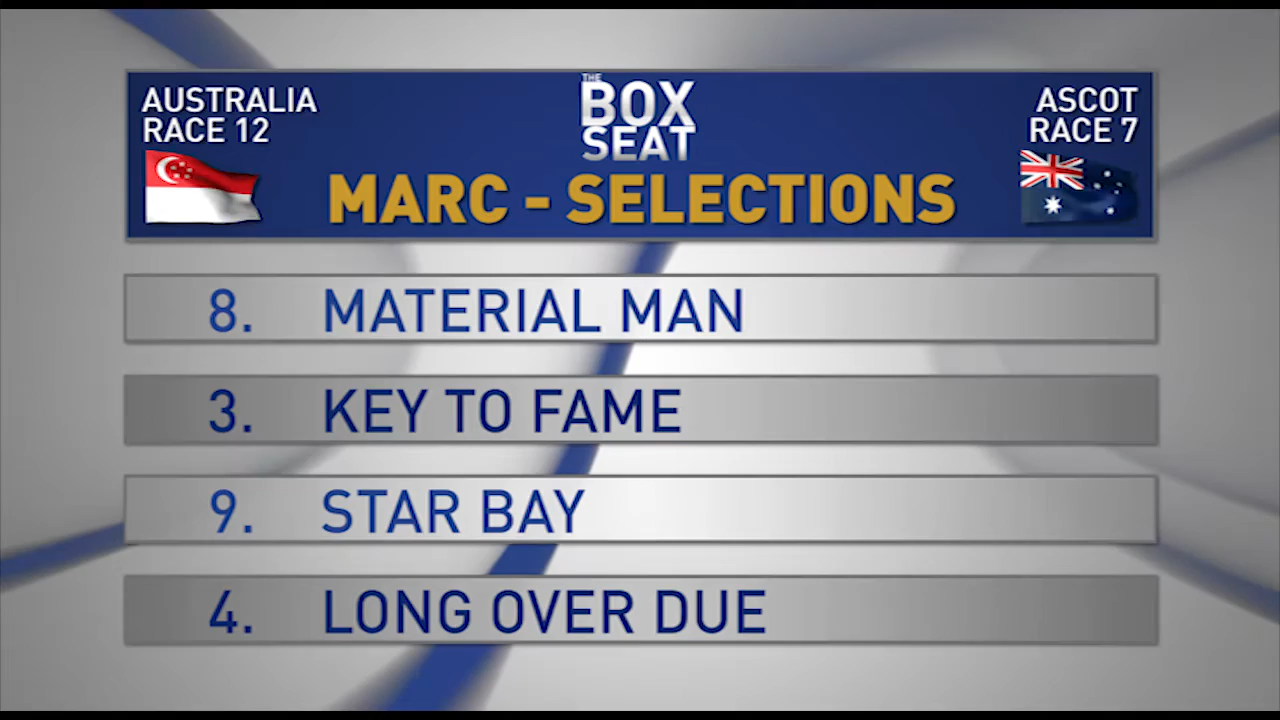 AUSTRALIA
RACE 12
THE
BOX
SEAT
ASCOT
RACE 7
MARC - SELECTIONS
8. MATERIAL MAN
3. KEY TO FAME
9. STAR BAY
4. LONG OVER DUE